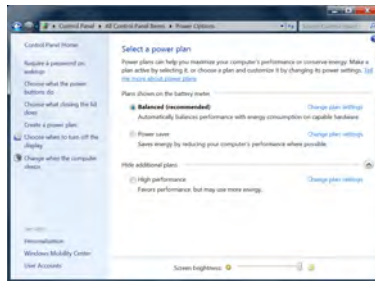 Control Panel ▸ All Control Panel Items ▸ Power Options
Control Panel Home
Require a password on
wakeup
Choose what the power
buttons do
Choose what closing the lid
does
Create a power plan
Choose when to turn off the
display
Change when the computer
sleeps
See also
Personalization
Windows Mobility Center
User Accounts
Select a power plan
Power plans can help you maximize your computer's performance or conserve energy. Make a
plan active by selecting it, or choose a plan and customize it by changing its power settings. Tell
me more about power plans
Plans shown on the battery meter
Balanced (recommended) Change plan settings
Automatically balances performance with energy consumption on capable hardware.
Power saver Change plan settings
Saves energy by reducing your computer's performance where possible.
Hide additional plans
High performance Change plan settings
Favors performance, but may use more energy.
Screen brightness: